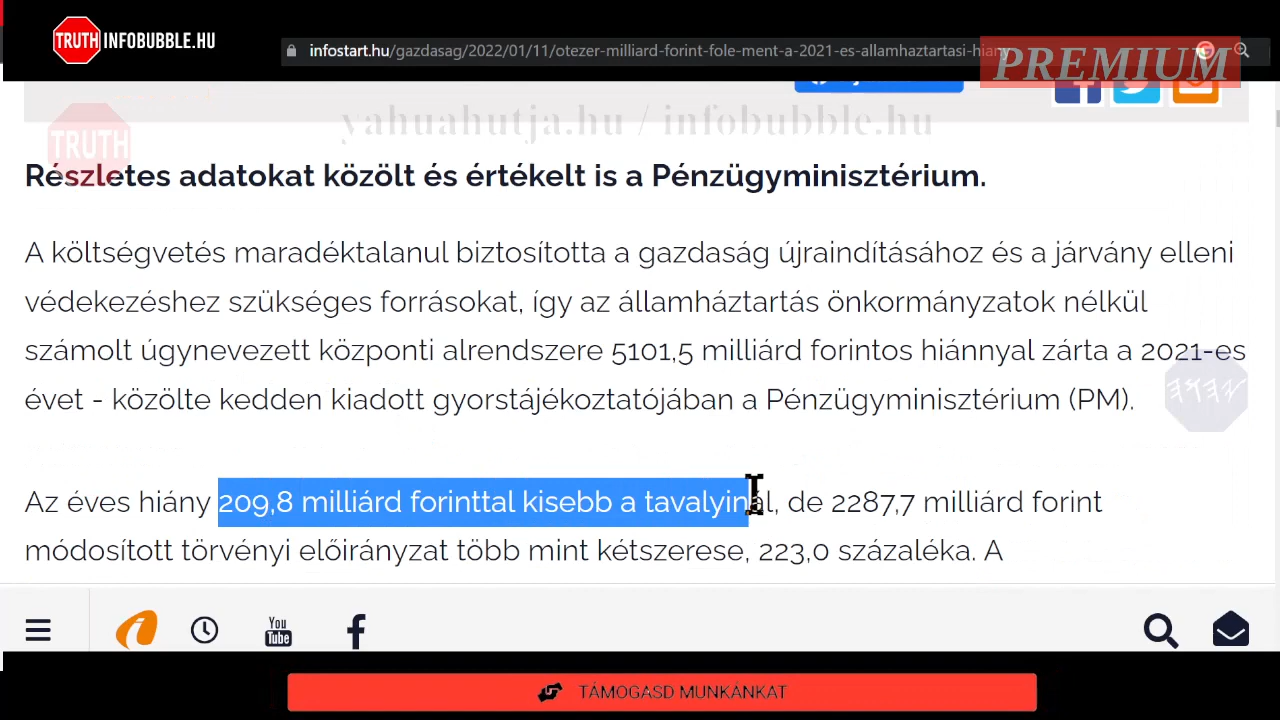 TRUTH INFOBUBBLE.HU
infostart.hu/gazdasag/2022/01/11/otezer-milliard-forint-fole-ment-a-2021-es-allamhaztartasi-hiany
PREMIUM
yahuahutja.hu / infobubble.hu
TRUTH
Részletes adatokat közölt és értékelt is a Pénzügyminisztérium.
A költségvetés maradéktalanul biztosította a gazdaság újraindításához és a járvány elleni
védekezéshez szükséges forrásokat, így az államháztartás önkormányzatok nélkül
számolt úgynevezett központi alrendszere 5101,5 milliárd forintos hiánnyal zárta a 2021-es
évet - közölte kedden kiadott gyorstájékoztatójában a Pénzügyminisztérium (PM).
Az éves hiány 209,8 milliárd forinttal kisebb a tavalyinál, de 2287,7 milliárd forint
módosított törvényi előirányzat több mint kétszerese, 223,0 százaléka. A
You
Tube
TÁMOGASD MUNKÁNKAT